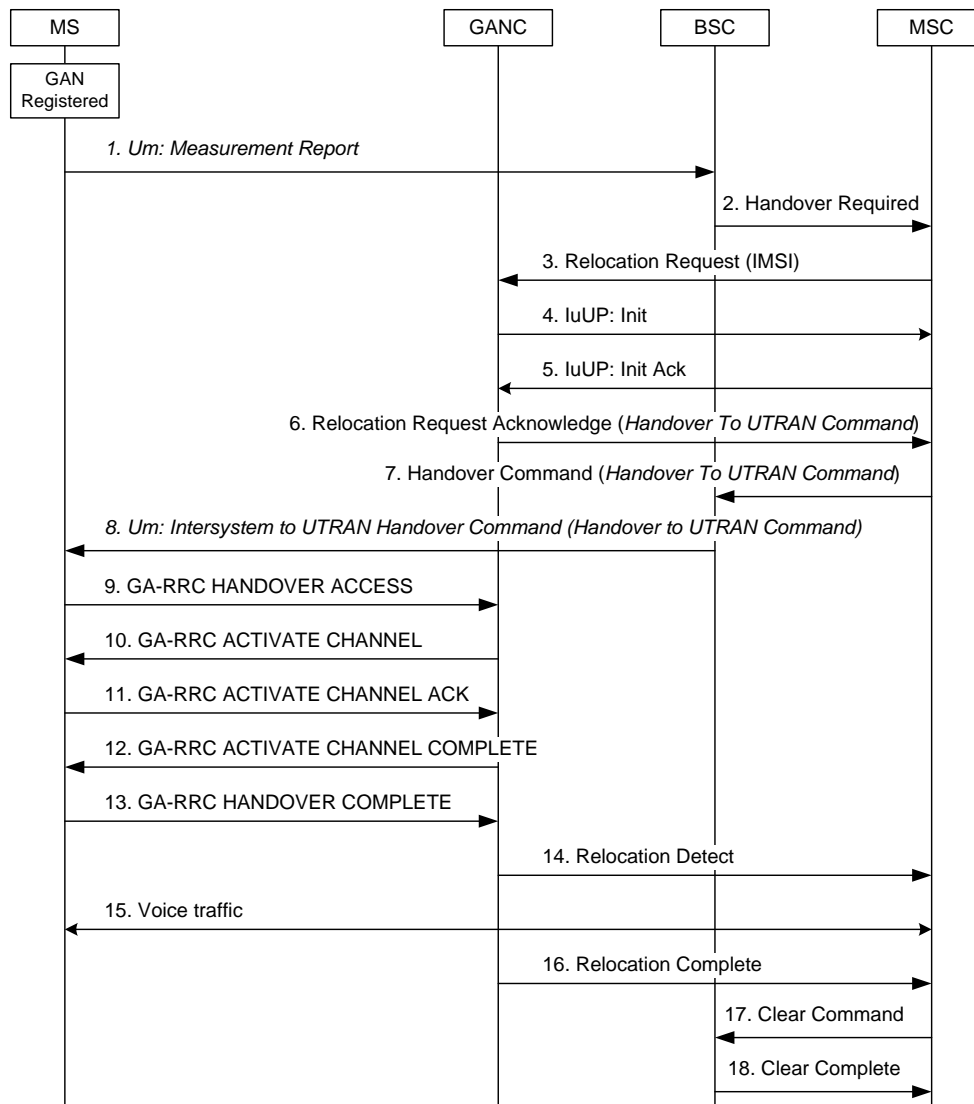 MS
GANC
BSC
MSC
GAN
Registered
1. Um: Measurement Report
2. Handover Required
3. Relocation Request (IMSI)
4. IuUP: Init
5. IuUP: Init Ack
6. Relocation Request Acknowledge (Handover To UTRAN Command)
7. Handover Command (Handover To UTRAN Command)
8. Um: Intersystem to UTRAN Handover Command (Handover to UTRAN Command)
9. GA-RRC HANDOVER ACCESS
10. GA-RRC ACTIVATE CHANNEL
11. GA-RRC ACTIVATE CHANNEL ACK
12. GA-RRC ACTIVATE CHANNEL COMPLETE
13. GA-RRC HANDOVER COMPLETE
14. Relocation Detect
15. Voice traffic
16. Relocation Complete
17. Clear Command
18. Clear Complete